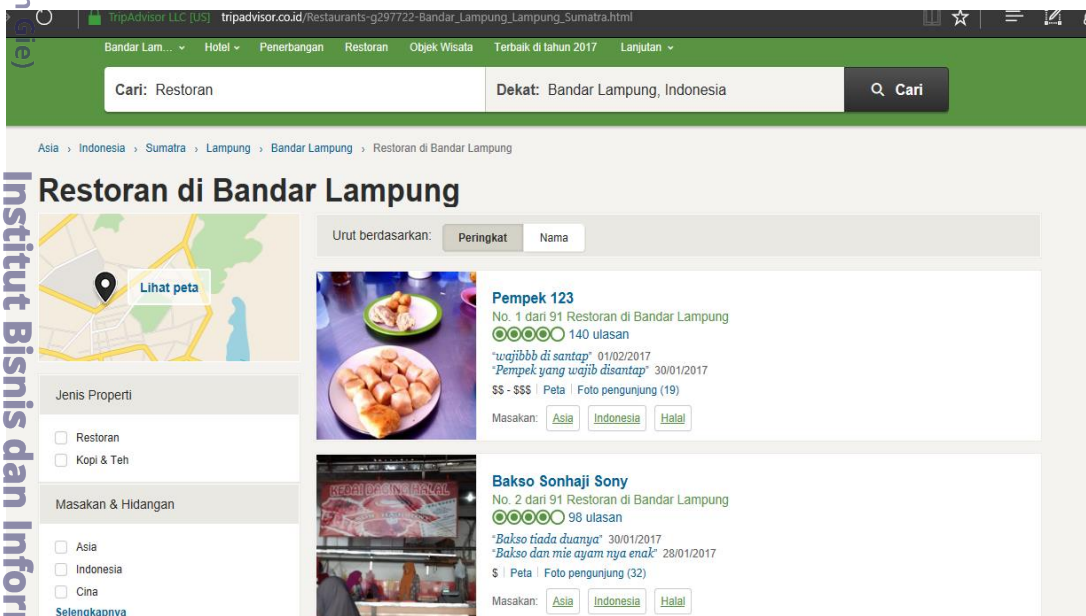 TripAdvisor LLC [US] tripadvisor.co.id/Restaurants-g297722-Bandar_Lampung_Lampung_Sumatra.html
Bandar Lam... Hotel Penerbangan Restoran Objek Wisata Terbaik di tahun 2017 Lanjutan
Cari: Restoran Dekat: Bandar Lampung, Indonesia Cari
Asia › Indonesia › Sumatra › Lampung › Bandar Lampung › Restoran di Bandar Lampung
Restoran di Bandar Lampung
Lihat peta
Jenis Properti
Restoran
Kopi & Teh
Masakan & Hidangan
Asia
Indonesia
Cina
Selengkapnya
Urut berdasarkan: Peringkat Nama
Pempek 123
No. 1 dari 91 Restoran di Bandar Lampung
140 ulasan
"wajibbb di santap" 01/02/2017
"Pempek yang wajib disantap" 30/01/2017
$$ - $$$ | Peta | Foto pengunjung (19)
Masakan: Asia Indonesia Halal
KEDAI DAGING HALAL
Bakso Sonhaji Sony
No. 2 dari 91 Restoran di Bandar Lampung
98 ulasan
"Bakso tiada duanya" 30/01/2017
"Bakso dan mie ayam nya enak" 28/01/2017
$ | Peta | Foto pengunjung (32)
Masakan: Asia Indonesia Halal
Gie)
Institut Bisnis dan Infor